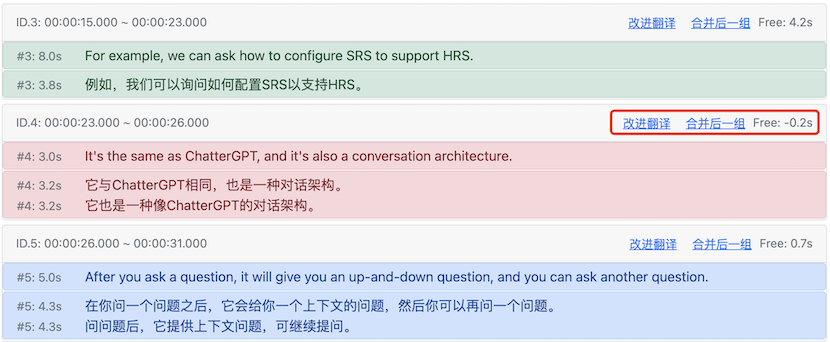 ID.3: 00:00:15.000 ~ 00:00:23.000 改进翻译 合并后一组 Free: 4.2s
#3: 8.0s For example, we can ask how to configure SRS to support HRS.
#3: 3.8s 例如，我们可以询问如何配置SRS以支持HRS。
ID.4: 00:00:23.000 ~ 00:00:26.000 改进翻译 合并后一组 Free: -0.2s
#4: 3.0s It's the same as ChatterGPT, and it's also a conversation architecture.
#4: 3.2s 它与ChatterGPT相同，也是一种对话架构。
#4: 3.2s 它也是一种像ChatterGPT的对话架构。
ID.5: 00:00:26.000 ~ 00:00:31.000 改进翻译 合并后一组 Free: 0.7s
#5: 5.0s After you ask a question, it will give you an up-and-down question, and you can ask another question.
#5: 4.3s 在你问一个问题之后，它会给你一个上下文的问题，然后你可以再问一个问题。
#5: 4.3s 问问题后，它提供上下文问题，可继续提问。